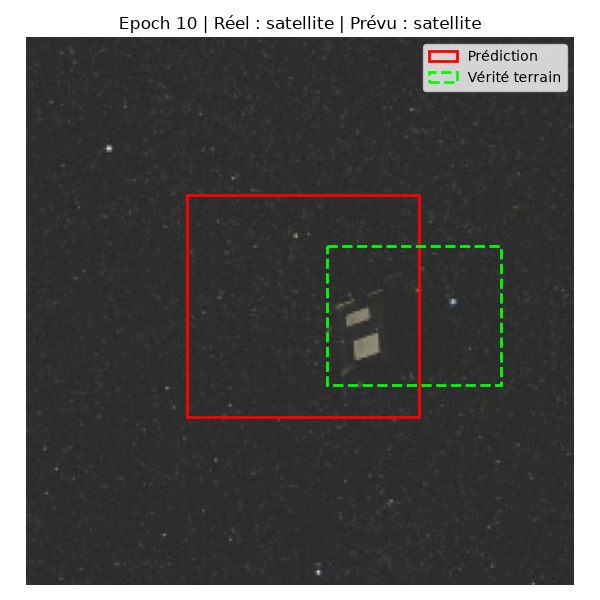 Epoch 10 | Réel : satellite | Prévu : satellite
Prédiction
Vérité terrain